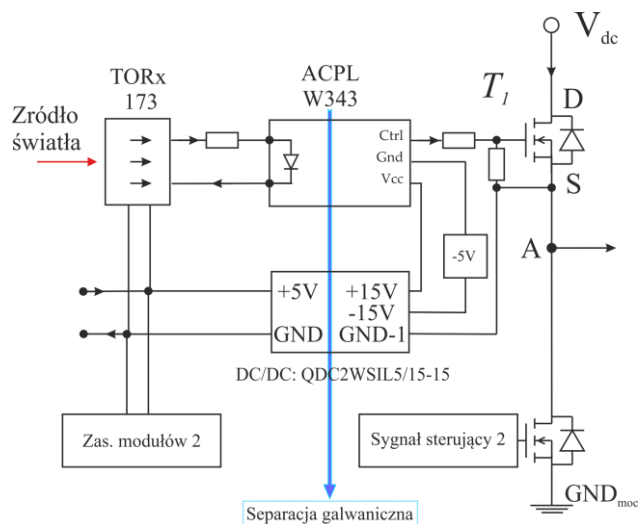 V dc
TORx
173
ACPL
W343
T1
D
Zródło
światła
Ctrl
Gnd
Vcc
S
A
-5V
+5V
+15V
-15V
GND
GND-1
DC/DC: QDC2WSIL5/15-15
Zas. modułów 2
Sygnał sterujący 2
GND moc
Separacja galwaniczna